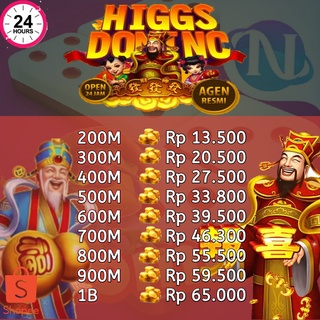 24
HOURS
HIGGS
DOMINC
OPEN
24 JAM
AGEN
RESMI
N
200M Rp 13.500
300M Rp 20.500
400M Rp 27.500
500M Rp 33.800
600M Rp 39.500
700M Rp 46.300
800M Rp 55.500
900M Rp 59.500
1B Rp 65.000
喜
S
Shopee